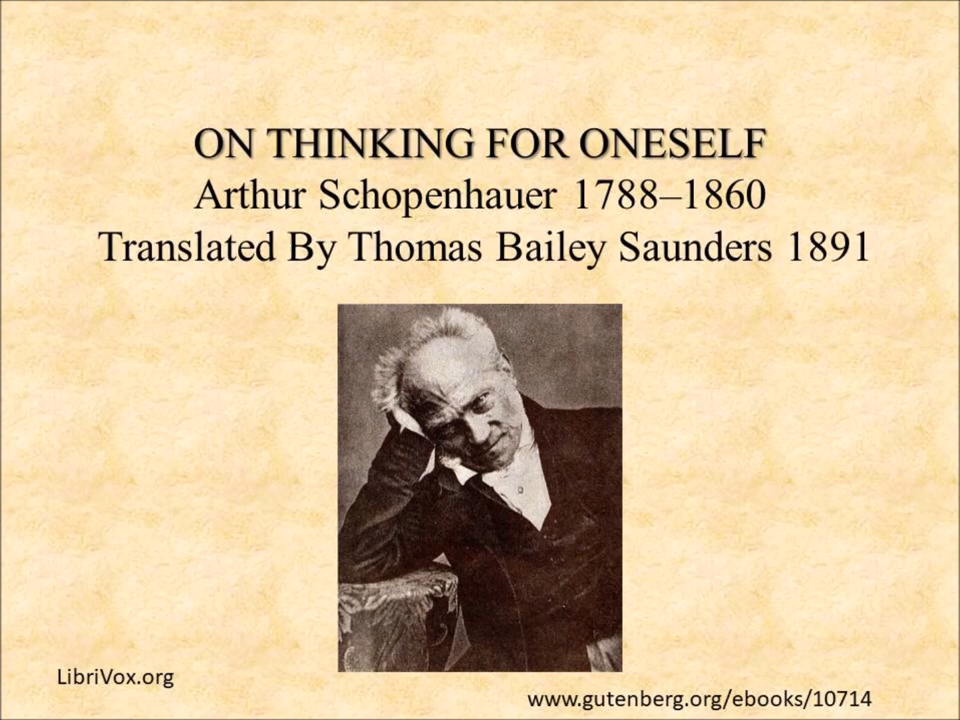 ON THINKING FOR ONESELF
Arthur Schopenhauer 1788–1860
Translated By Thomas Bailey Saunders 1891
LibriVox.org
www.gutenberg.org/ebooks/10714